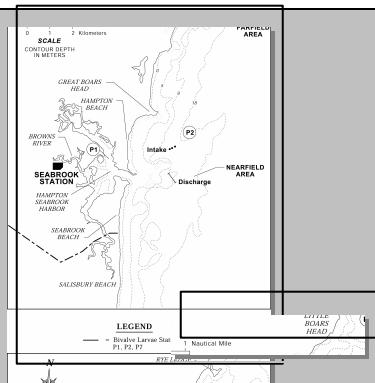 FARFIELD
AREA
0 1 2 Kilometers
SCALE
CONTOUR DEPTH
IN METERS
GREAT BOARS
HEAD
HAMPTON
BEACH
18
P2
BROWNS
RIVER
P1
Intake
NEARFIELD
AREA
SEABROOK
STATION
Discharge
HAMPTON
SEABROOK
HARBOR
SEABROOK
BEACH
SALISBURY BEACH
LITTLE
BOARS
HEAD
LEGEND
Bivalve Larvae Stat
P1, P2, P7
1 Nautical Mile
RYE LEDGE
N